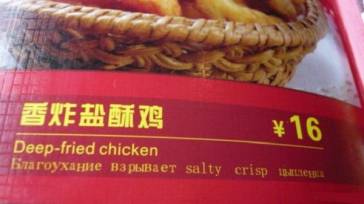 香炸盐酥鸡
¥16
Deep-fried chicken
Благоухание взрывает salty crisp цыпленка